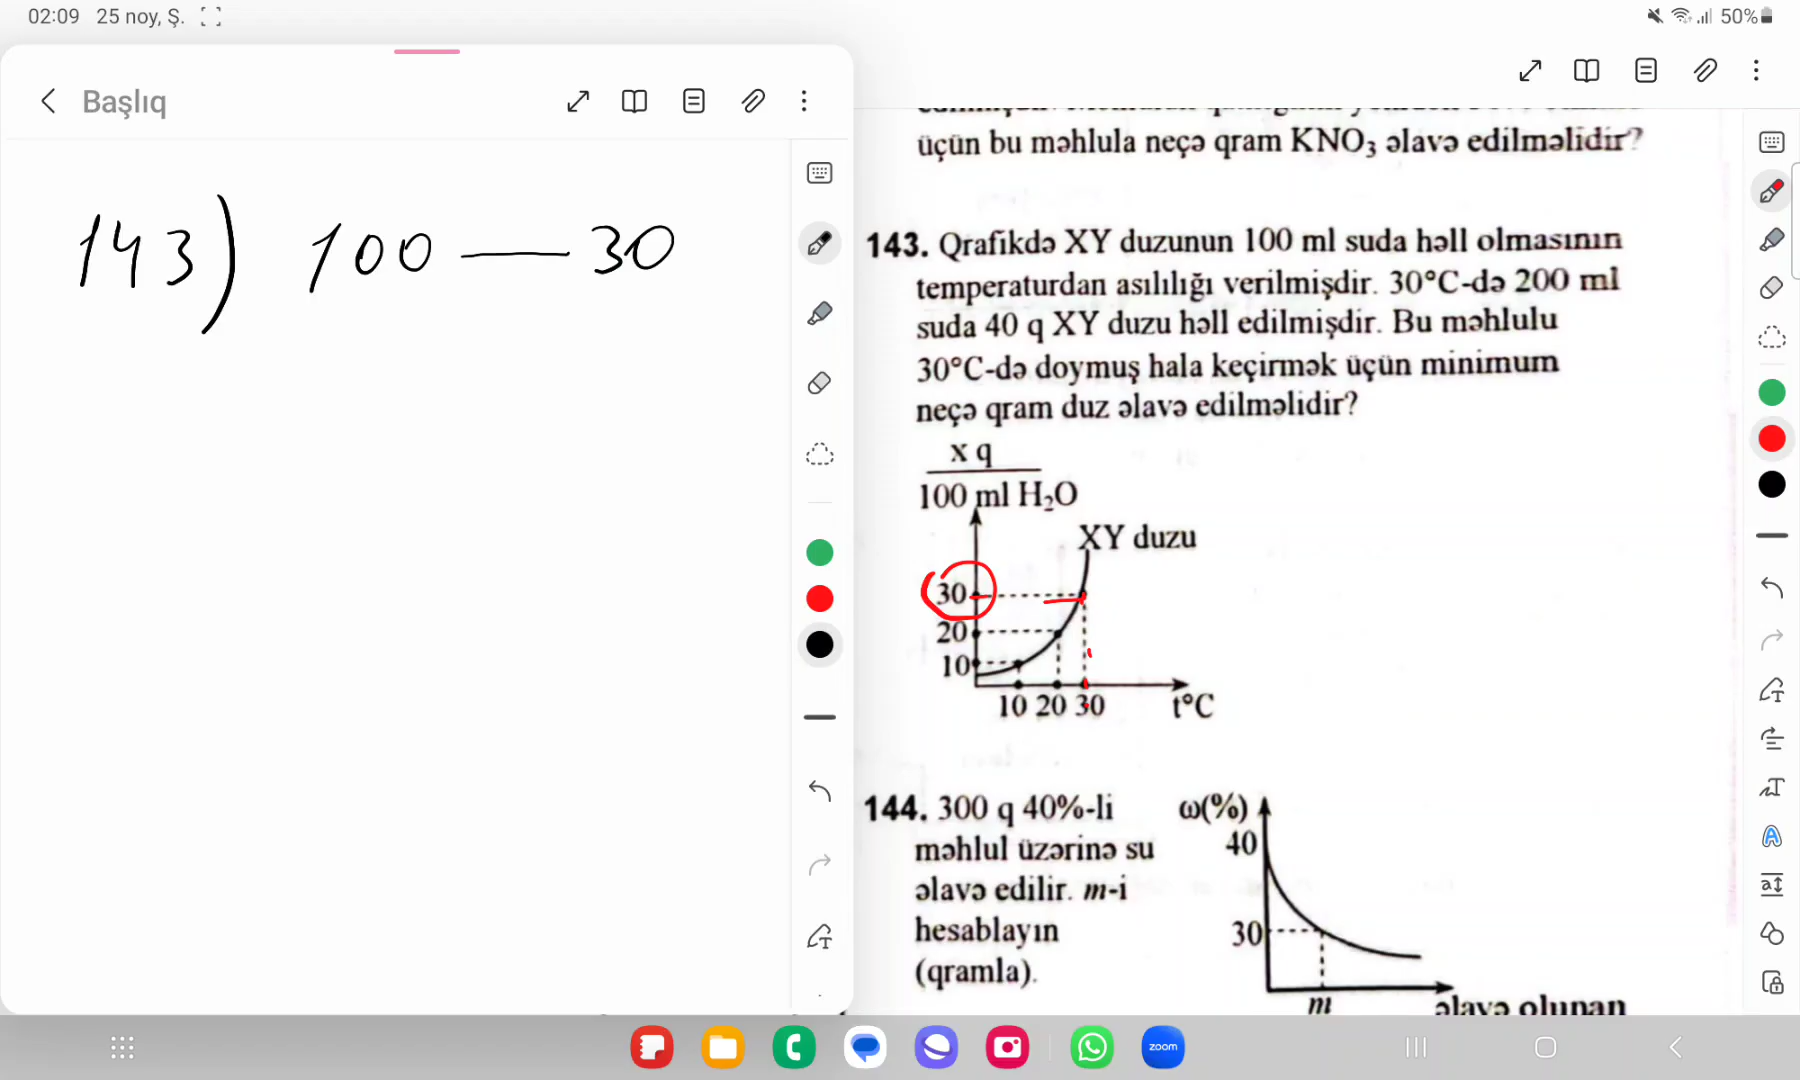 02:09 25 noy, Ş. 50%
Başlıq
143) 100 — 30
üçün bu məhlula neçə qram KNO₃ əlavə edilməlidir?
143. Qrafikdə XY duzunun 100 ml suda həll olmasının
temperaturdan asılılığı verilmişdir. 30°C-də 200 ml
suda 40 q XY duzu həll edilmişdir. Bu məhlulu
30°C-də doymuş hala keçirmək üçün minimum
neçə qram duz əlavə edilməlidir?
x q
100 ml H₂O
XY duzu
30
20
10
10 20 30 t°C
144. 300 q 40%-li
məhlul üzərinə su
əlavə edilir. m-i
hesablayın
(qramla).
ω(%)
40
30
m
əlavə olunan
zoom